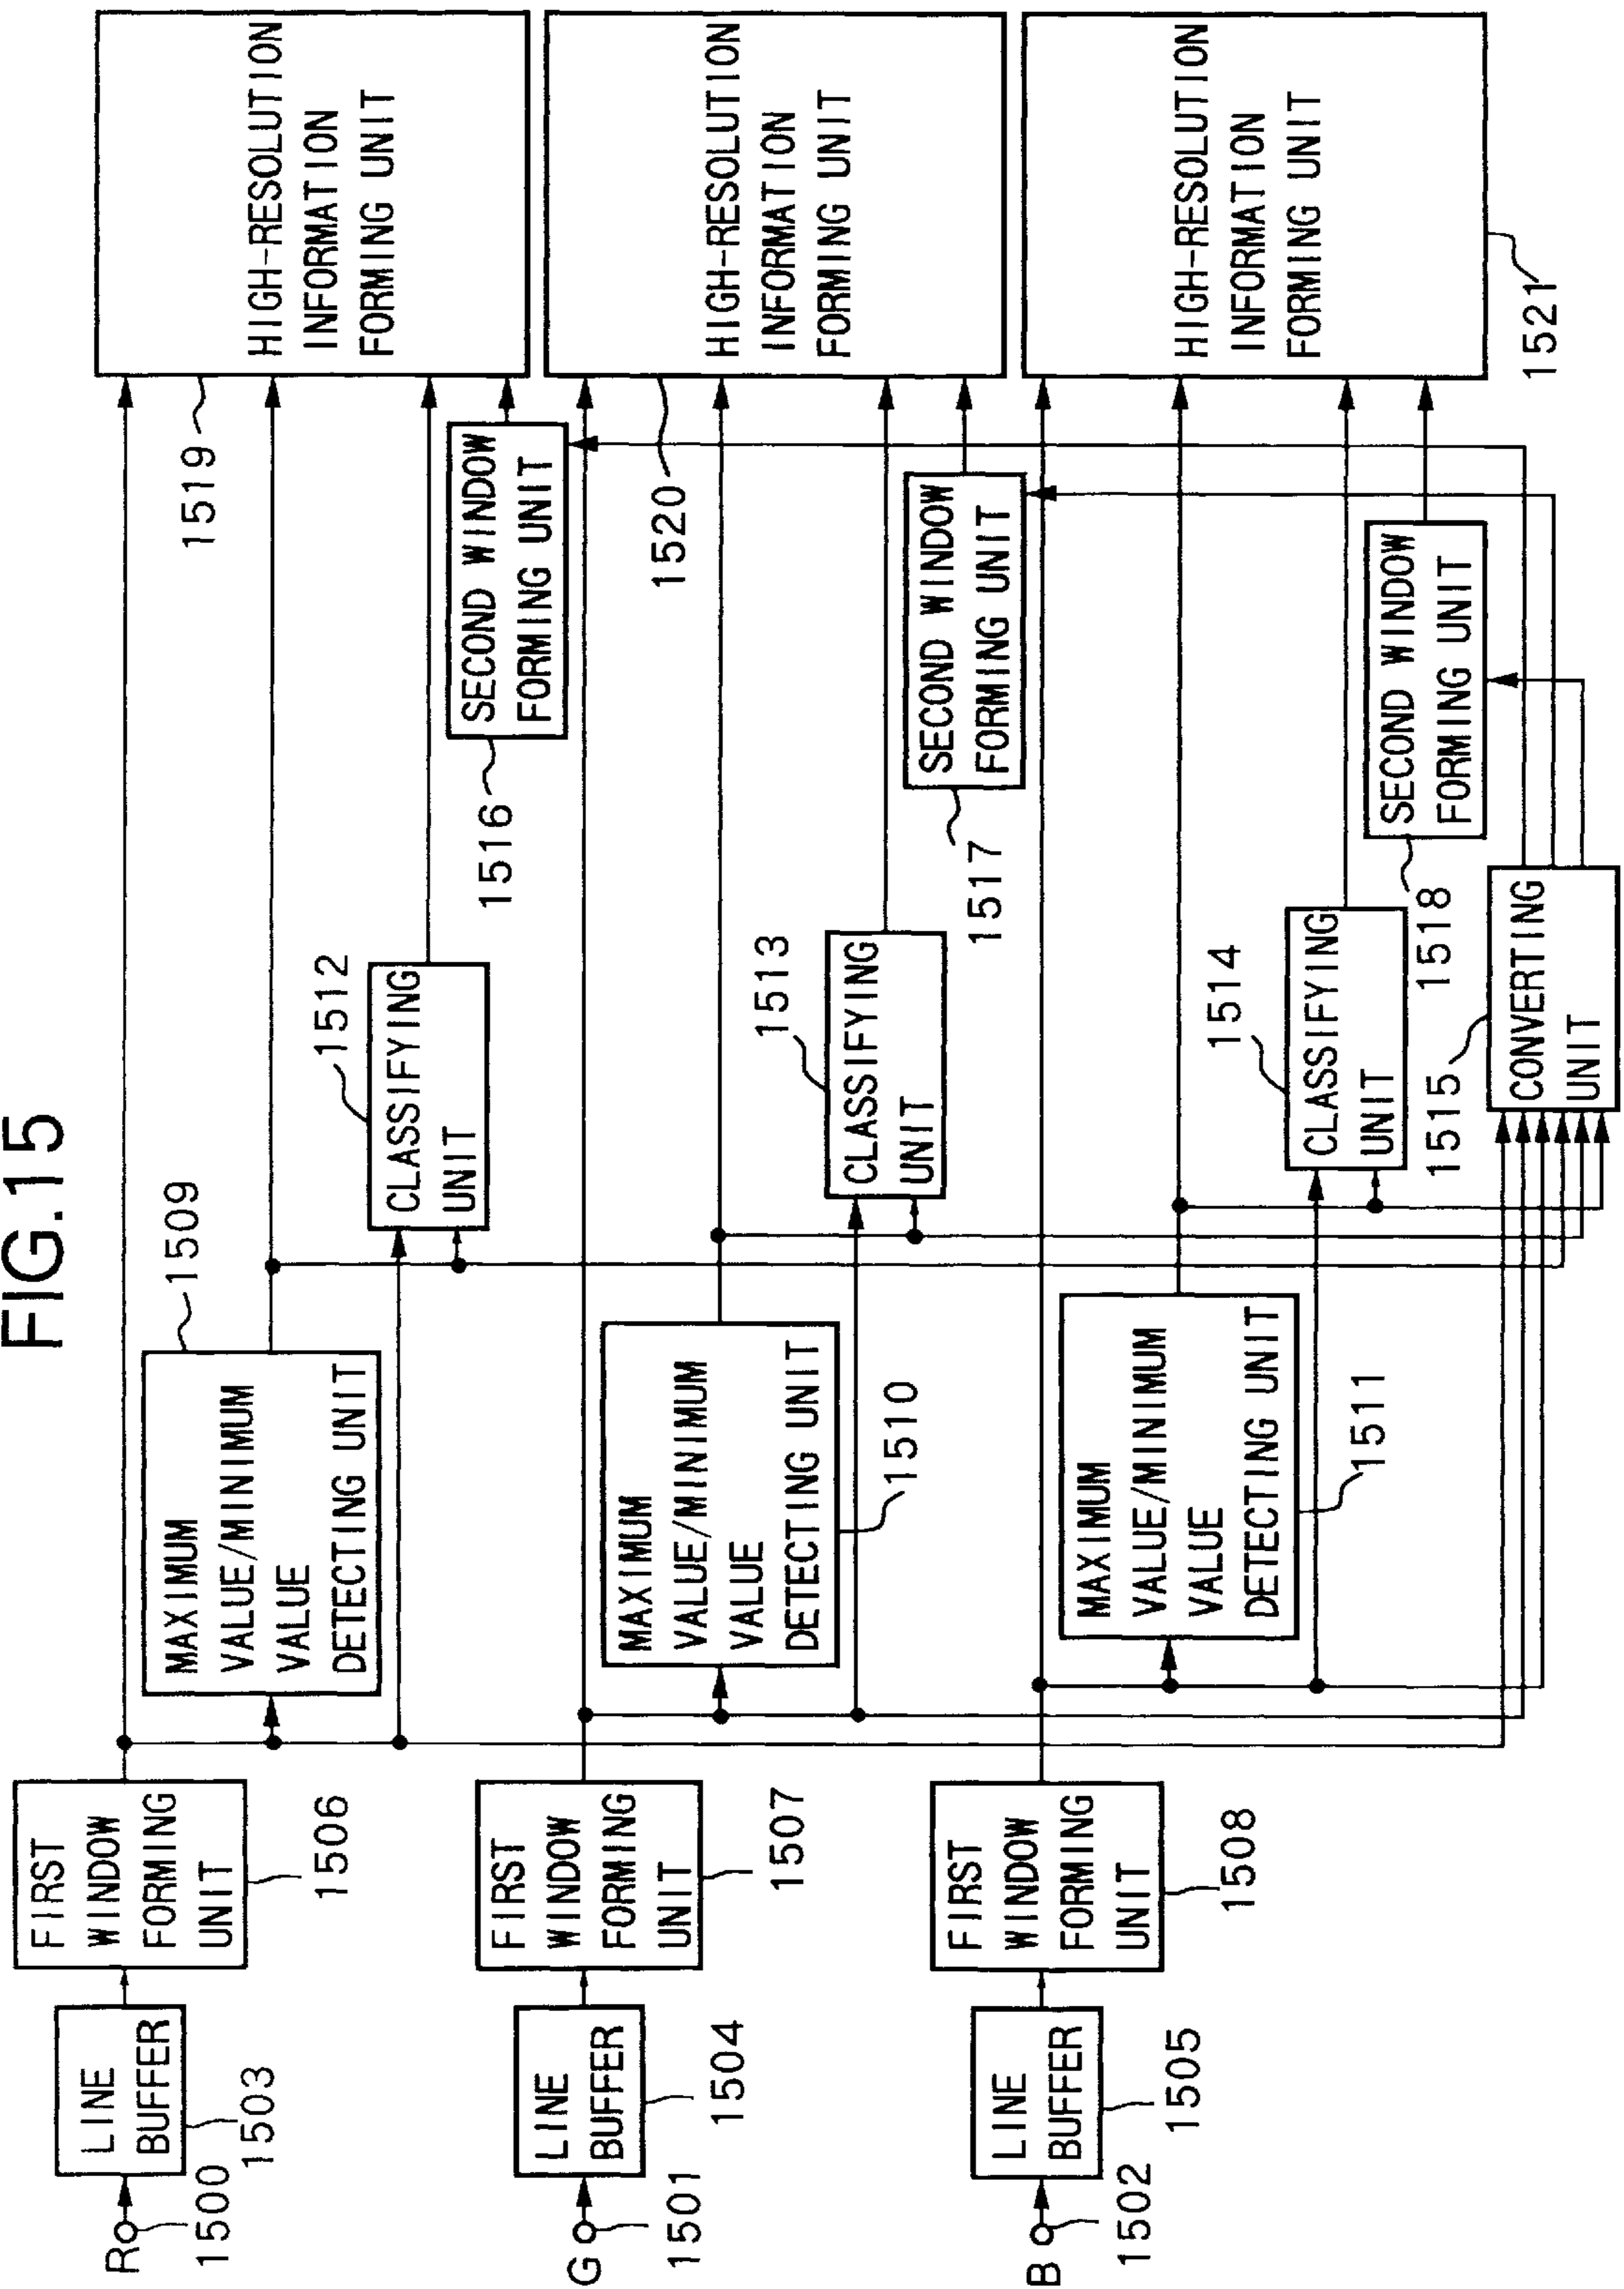 FIG.15
R
1500
LINE
BUFFER
1503
FIRST
WINDOW
FORMING
UNIT
1506
MAXIMUM
VALUE/MINIMUM
VALUE
DETECTING UNIT
1509
CLASSIFYING
UNIT
1512
SECOND WINDOW
FORMING UNIT
1516
HIGH-RESOLUTION
INFORMATION
FORMING UNIT
1519
G
1501
LINE
BUFFER
1504
FIRST
WINDOW
FORMING
UNIT
1507
MAXIMUM
VALUE/MINIMUM
VALUE
DETECTING UNIT
1510
CLASSIFYING
UNIT
1513
SECOND WINDOW
FORMING UNIT
1517
HIGH-RESOLUTION
INFORMATION
FORMING UNIT
1520
B
1502
LINE
BUFFER
1505
FIRST
WINDOW
FORMING
UNIT
1508
MAXIMUM
VALUE/MINIMUM
VALUE
DETECTING UNIT
1511
CLASSIFYING
UNIT
1514
SECOND WINDOW
FORMING UNIT
1518
HIGH-RESOLUTION
INFORMATION
FORMING UNIT
1521
CONVERTING
UNIT
1515